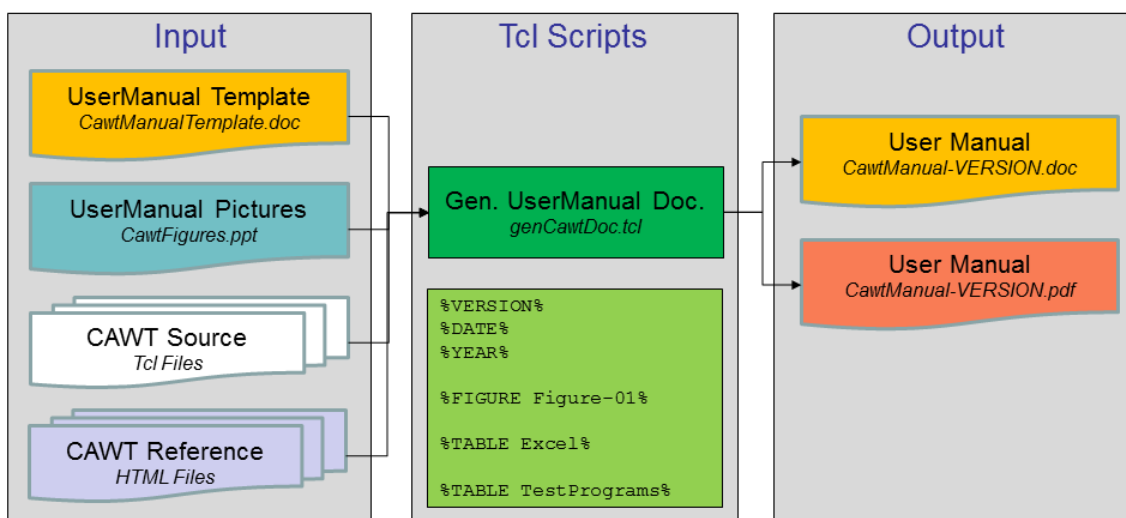 Input
UserManual Template
CawtManualTemplate.doc
UserManual Pictures
CawtFigures.ppt
CAWT Source
Tcl Files
CAWT Reference
HTML Files
Tcl Scripts
Gen. UserManual Doc.
genCawtDoc.tcl
%VERSION%
%DATE%
%YEAR%
%FIGURE Figure-01%
%TABLE Excel%
%TABLE TestPrograms%
Output
User Manual
CawtManual-VERSION.doc
User Manual
CawtManual-VERSION.pdf